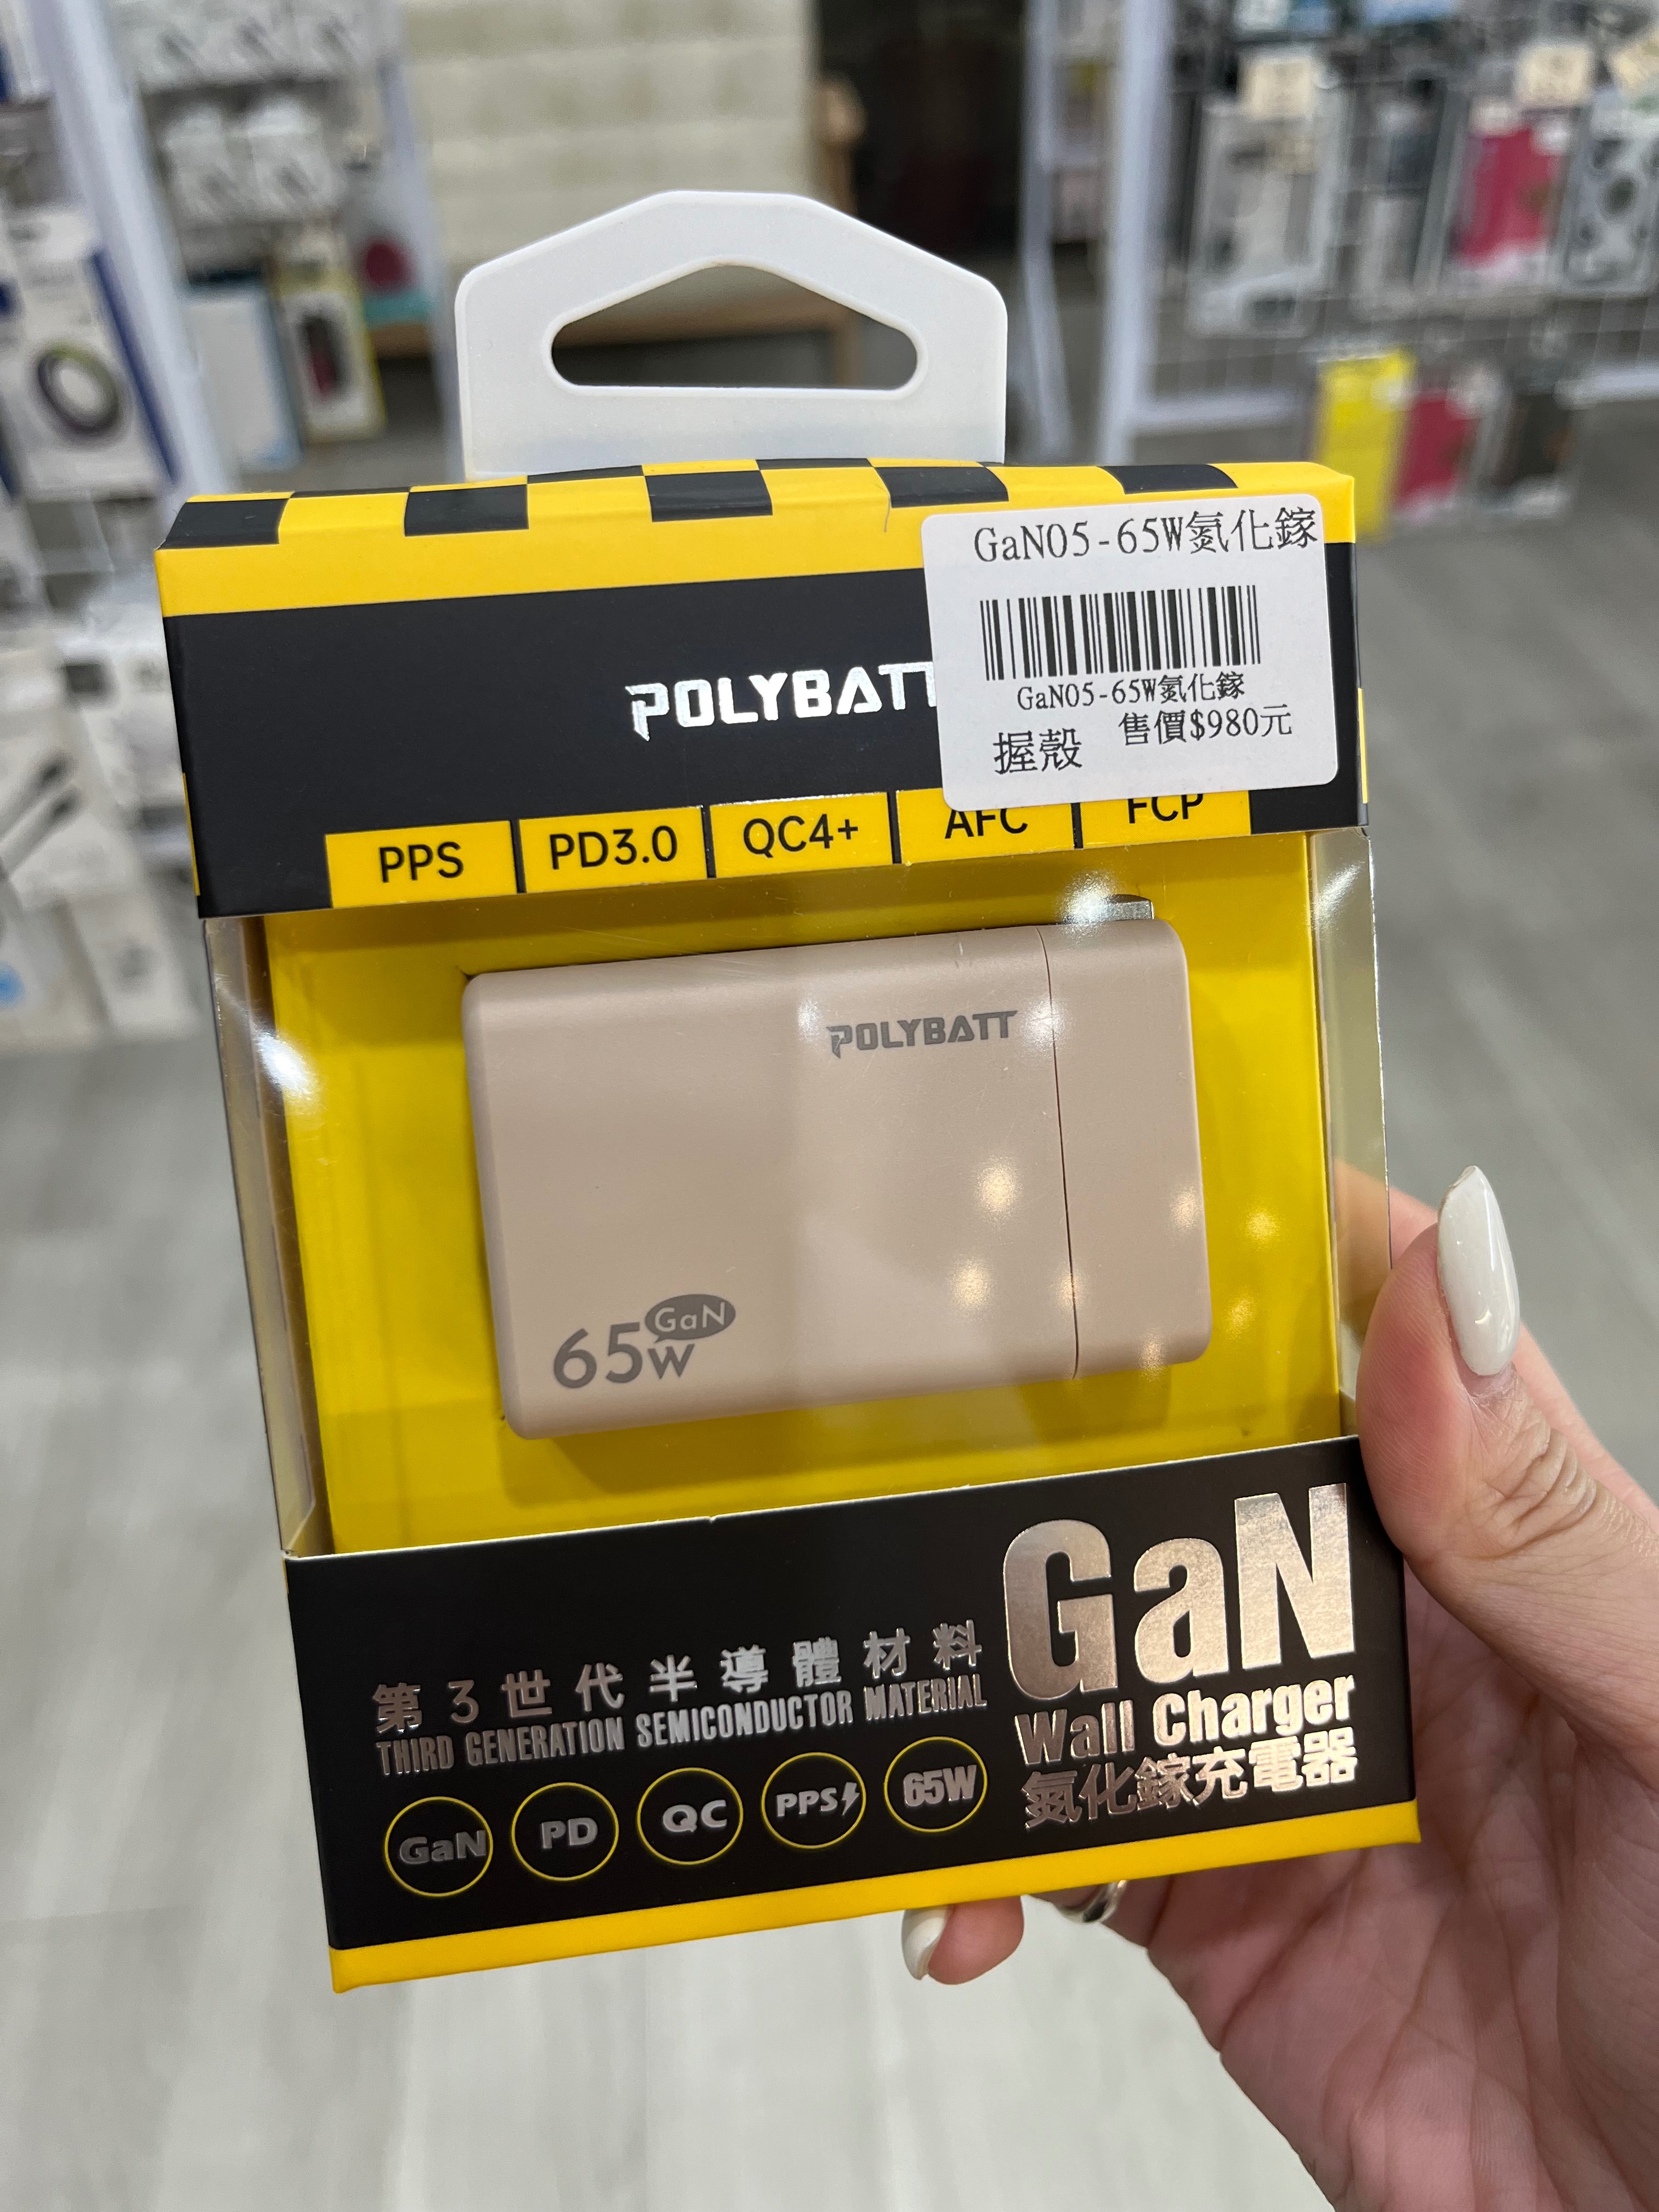 GaN05-65W氮化鎵
GaN05-65W氮化鎵
握殼 售價$980元
POLYBATT
PPS PD3.0 QC4+ AFC FCP
POLYBATT
65W GaN
GaN
Wall Charger
氮化鎵充電器
第3世代半導體材料
THIRD GENERATION SEMICONDUCTOR MATERIAL
GaN PD QC PPS 65W